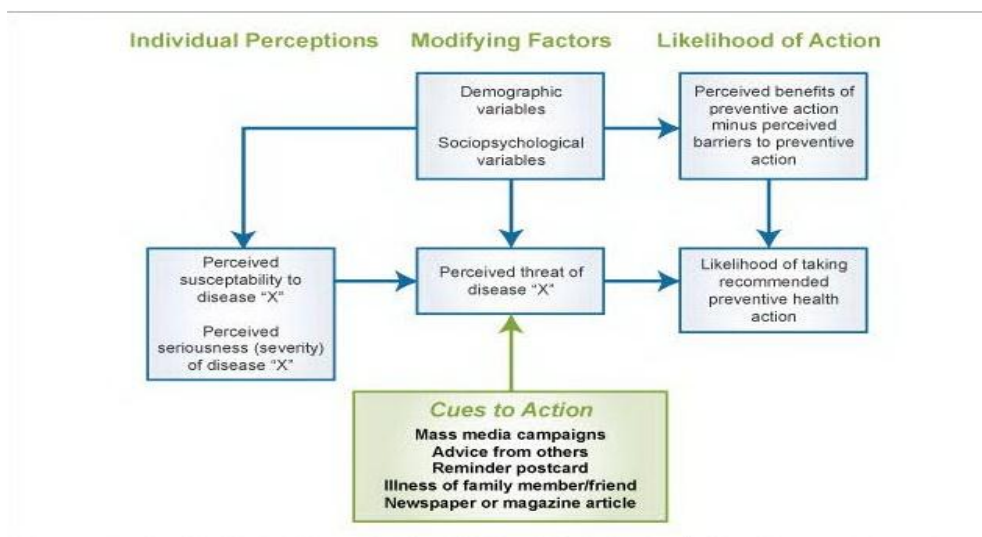 Individual Perceptions
Modifying Factors
Likelihood of Action
Demographic
variables
Sociopsychological
variables
Perceived benefits of
preventive action
minus perceived
barriers to preventive
action
Perceived
susceptability to
disease “X”
Perceived
seriousness (severity)
of disease “X”
Perceived threat of
disease “X”
Likelihood of taking
recommended
preventive health
action
Cues to Action
Mass media campaigns
Advice from others
Reminder postcard
Illness of family member/friend
Newspaper or magazine article